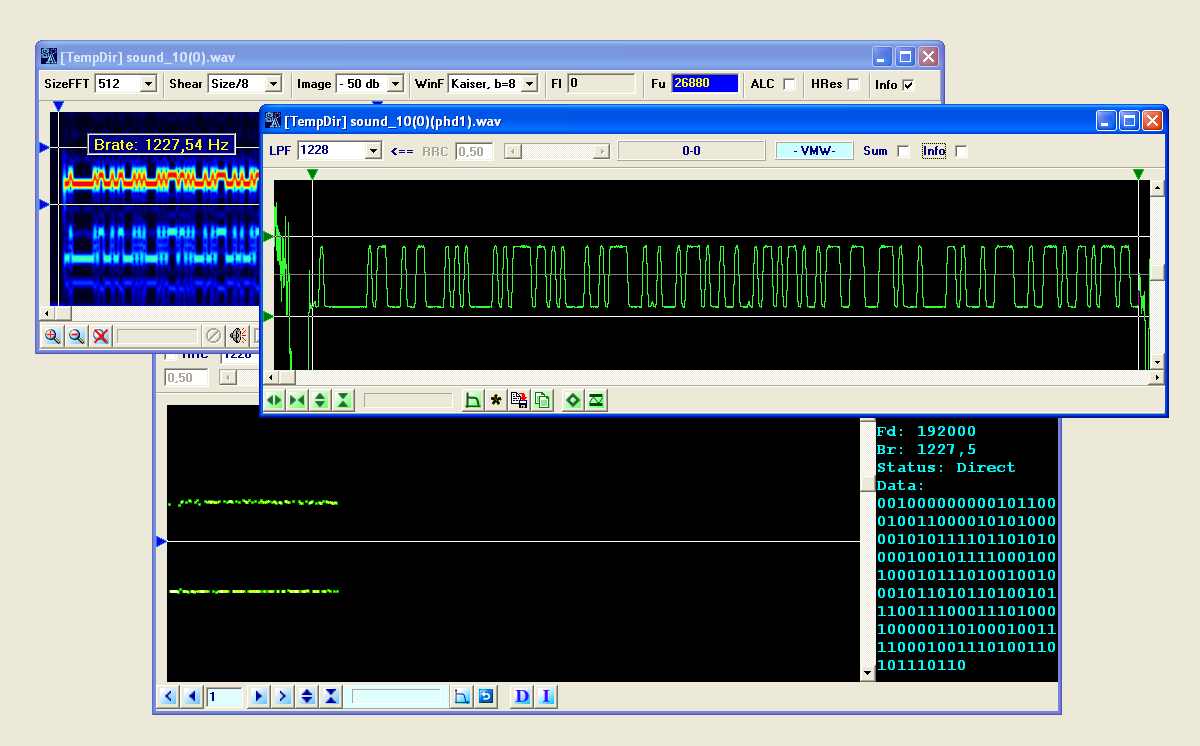 [TempDir] sound_10(0).wav
SizeFFT 512 Shear Size/8 Image - 50 db WinF Kaiser, b=8 Fl 0 Fu 26880 ALC HRes Info
Brate: 1227,54 Hz
[TempDir] sound_10(0)(phd1).wav
LPF 1228 <== RRC 0,50 0-0 - VMW- Sum Info
RRC 1228
0,50
Fd: 192000
Br: 1227,5
Status: Direct
Data:
001000000000101100
010011000010101000
001010111101101010
000100101111000100
100010111010010010
001011010110100101
110011100011101000
100000110100010011
110001001110100110
101110110
1
D I